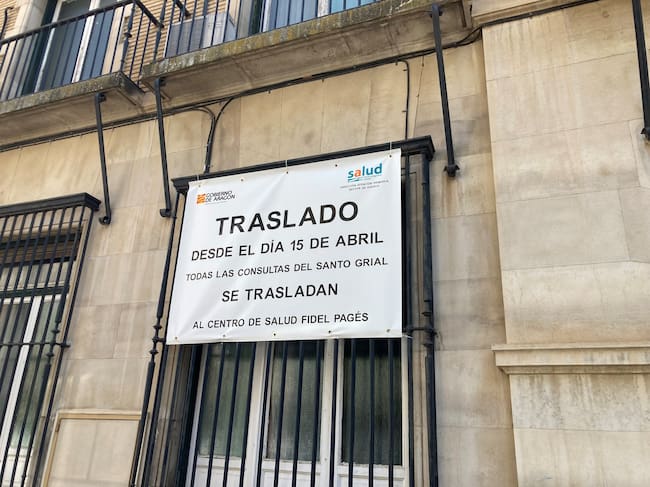 GOBIERNO
DE ARAGON
salud
TRASLADO
DESDE EL DÍA 15 DE ABRIL
TODAS LAS CONSULTAS DEL SANTO GRIAL
SE TRASLADAN
AL CENTRO DE SALUD FIDEL PAGÉS